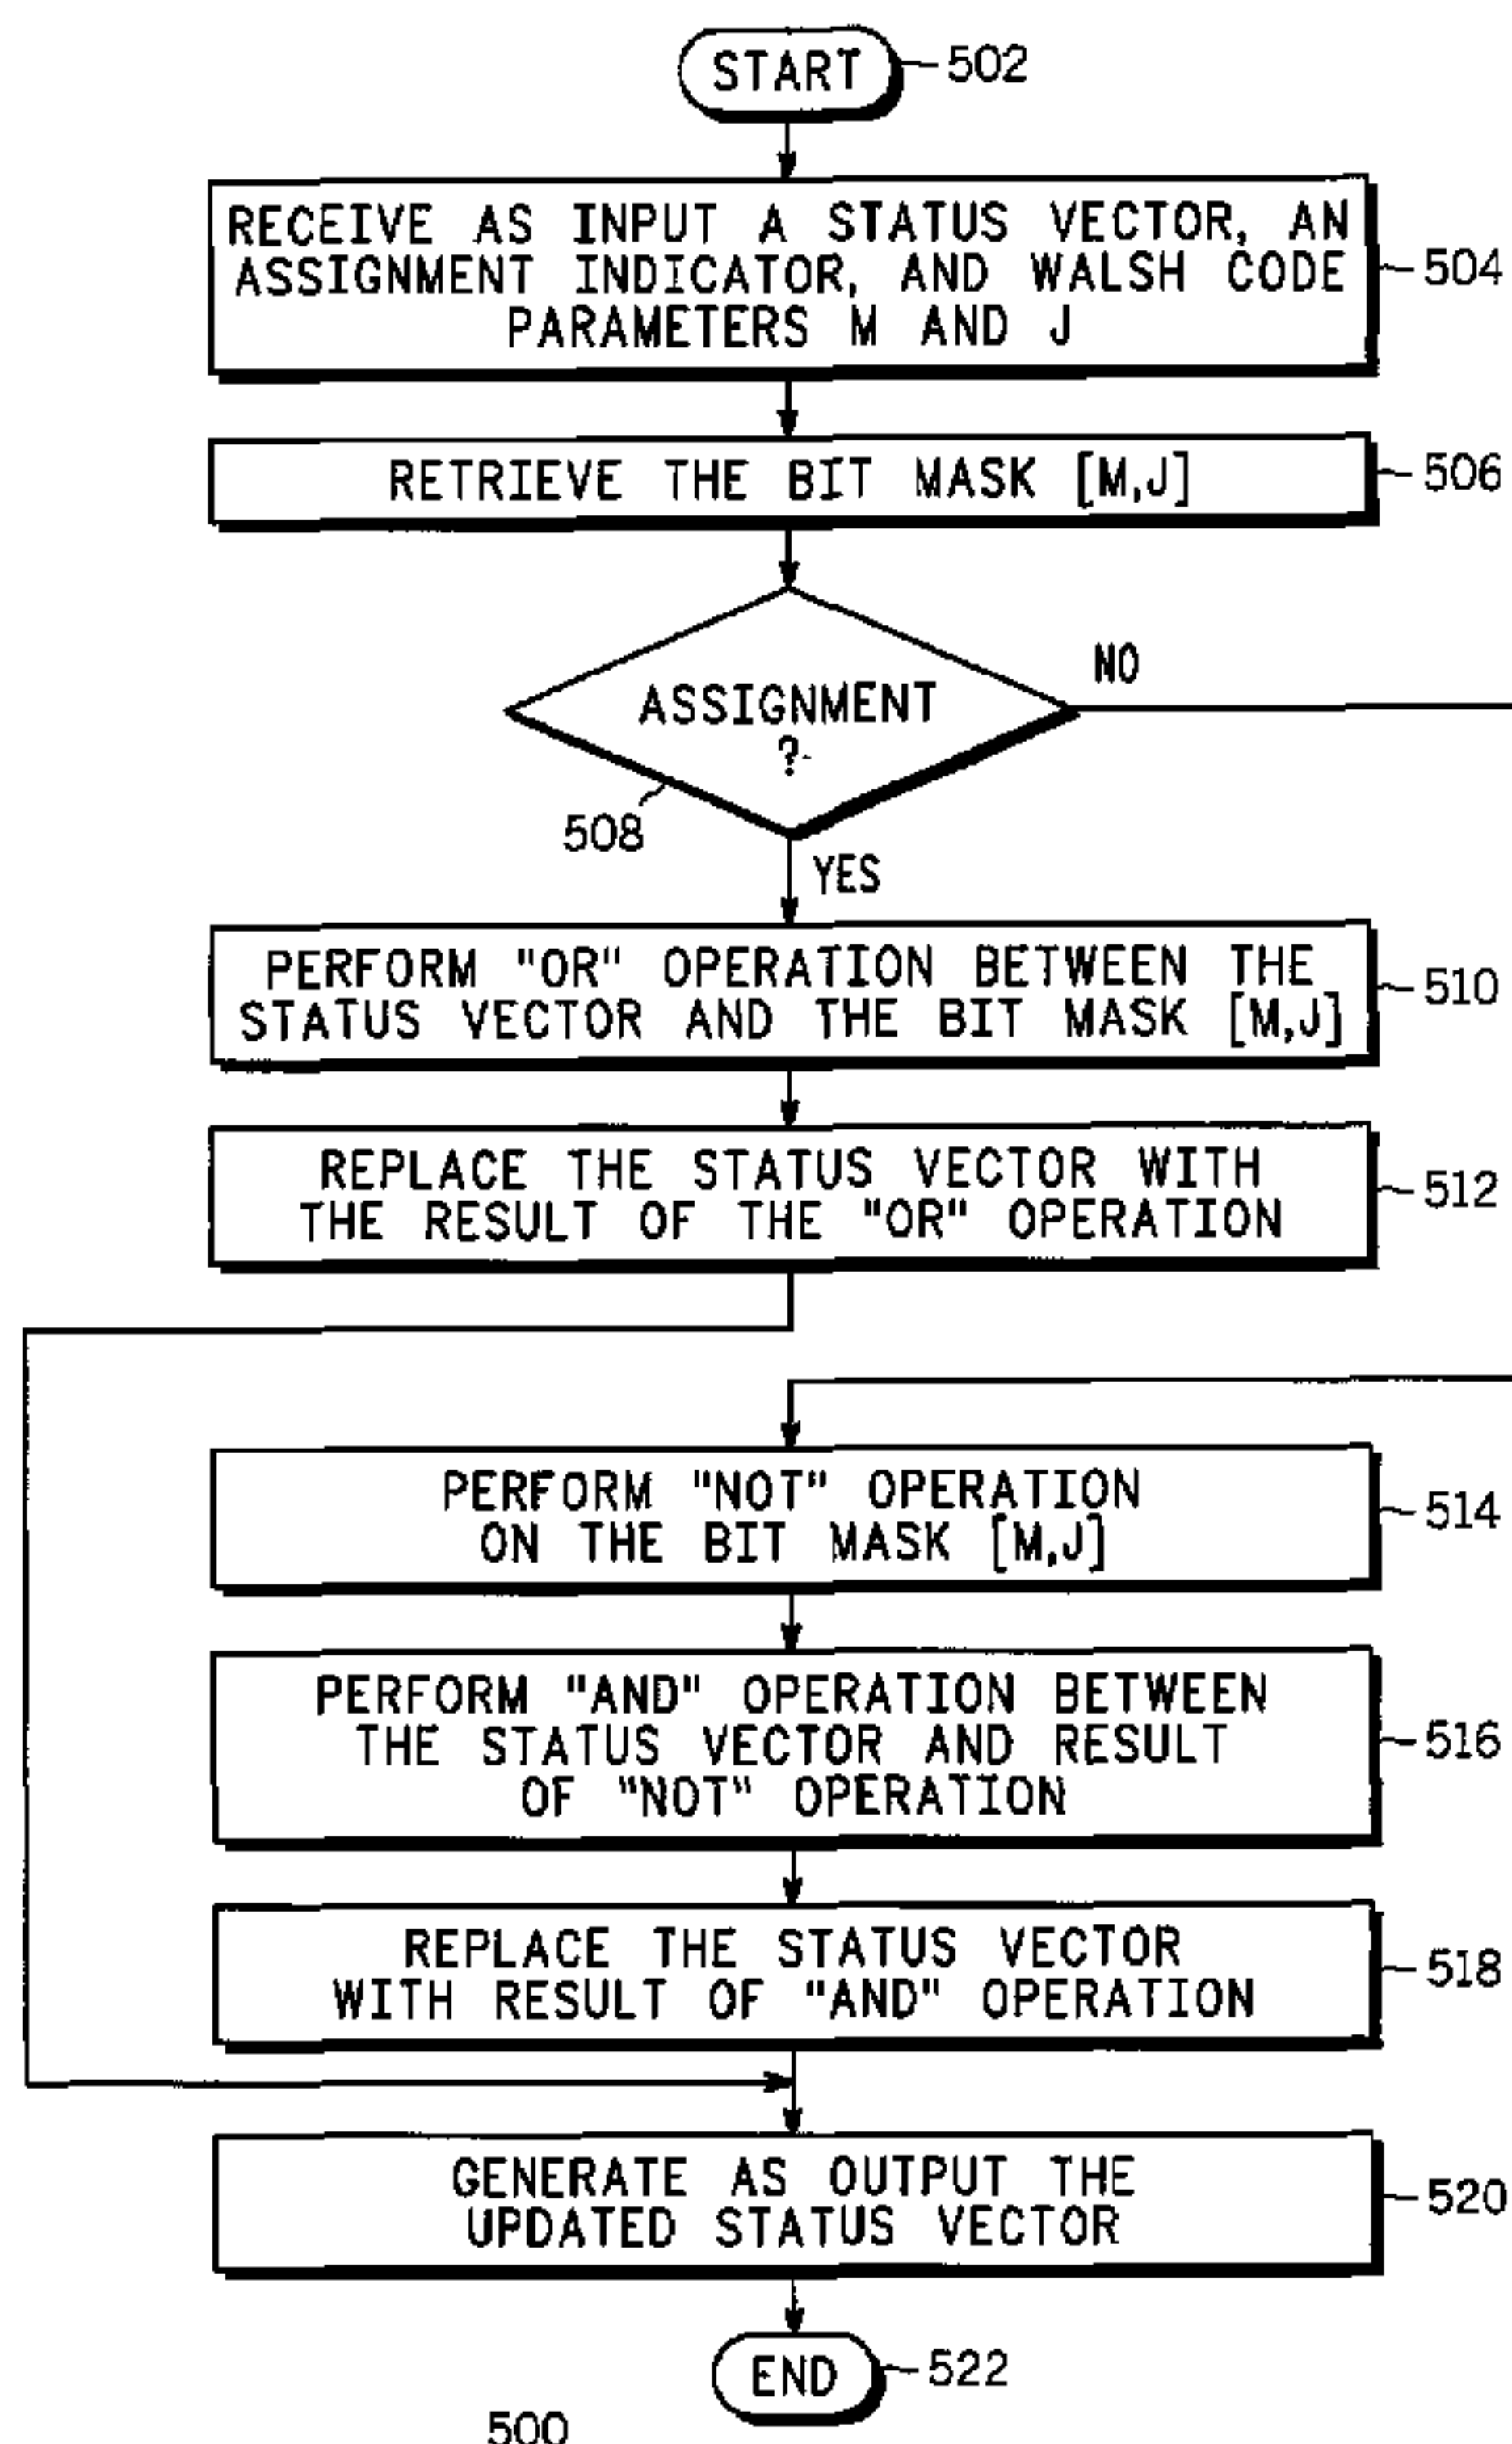 START
502
RECEIVE AS INPUT A STATUS VECTOR, AN
ASSIGNMENT INDICATOR, AND WALSH CODE
PARAMETERS M AND J
504
RETRIEVE THE BIT MASK [M,J]
506
ASSIGNMENT
?
NO
508
YES
PERFORM "OR" OPERATION BETWEEN THE
STATUS VECTOR AND THE BIT MASK [M,J]
510
REPLACE THE STATUS VECTOR WITH
THE RESULT OF THE "OR" OPERATION
512
PERFORM "NOT" OPERATION
ON THE BIT MASK [M,J]
514
PERFORM "AND" OPERATION BETWEEN
THE STATUS VECTOR AND RESULT
OF "NOT" OPERATION
516
REPLACE THE STATUS VECTOR
WITH RESULT OF "AND" OPERATION
518
GENERATE AS OUTPUT THE
UPDATED STATUS VECTOR
520
END
522
500